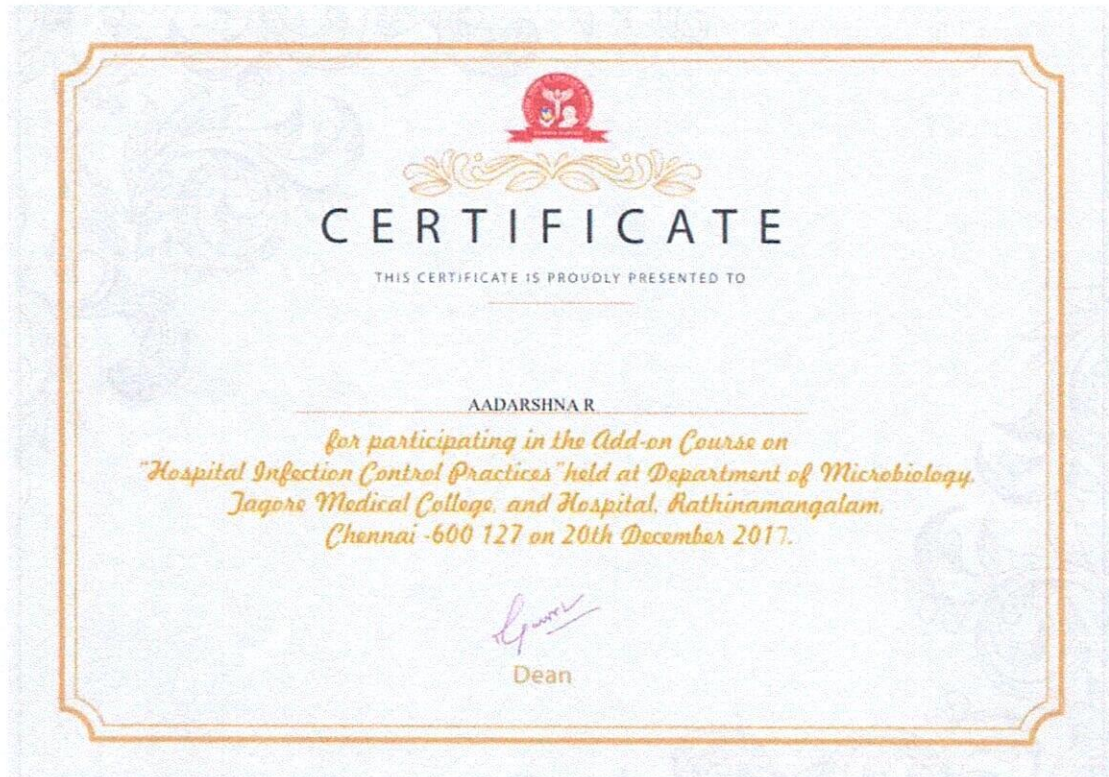 CERTIFICATE
THIS CERTIFICATE IS PROUDLY PRESENTED TO
AADARSHNA R
for participating in the Add-on Course on
"Hospital Infection Control Practices" held at Department of Microbiology,
Tagore Medical College, and Hospital, Rathinamangalam,
Chennai -600 127 on 20th December 2017.
Dean